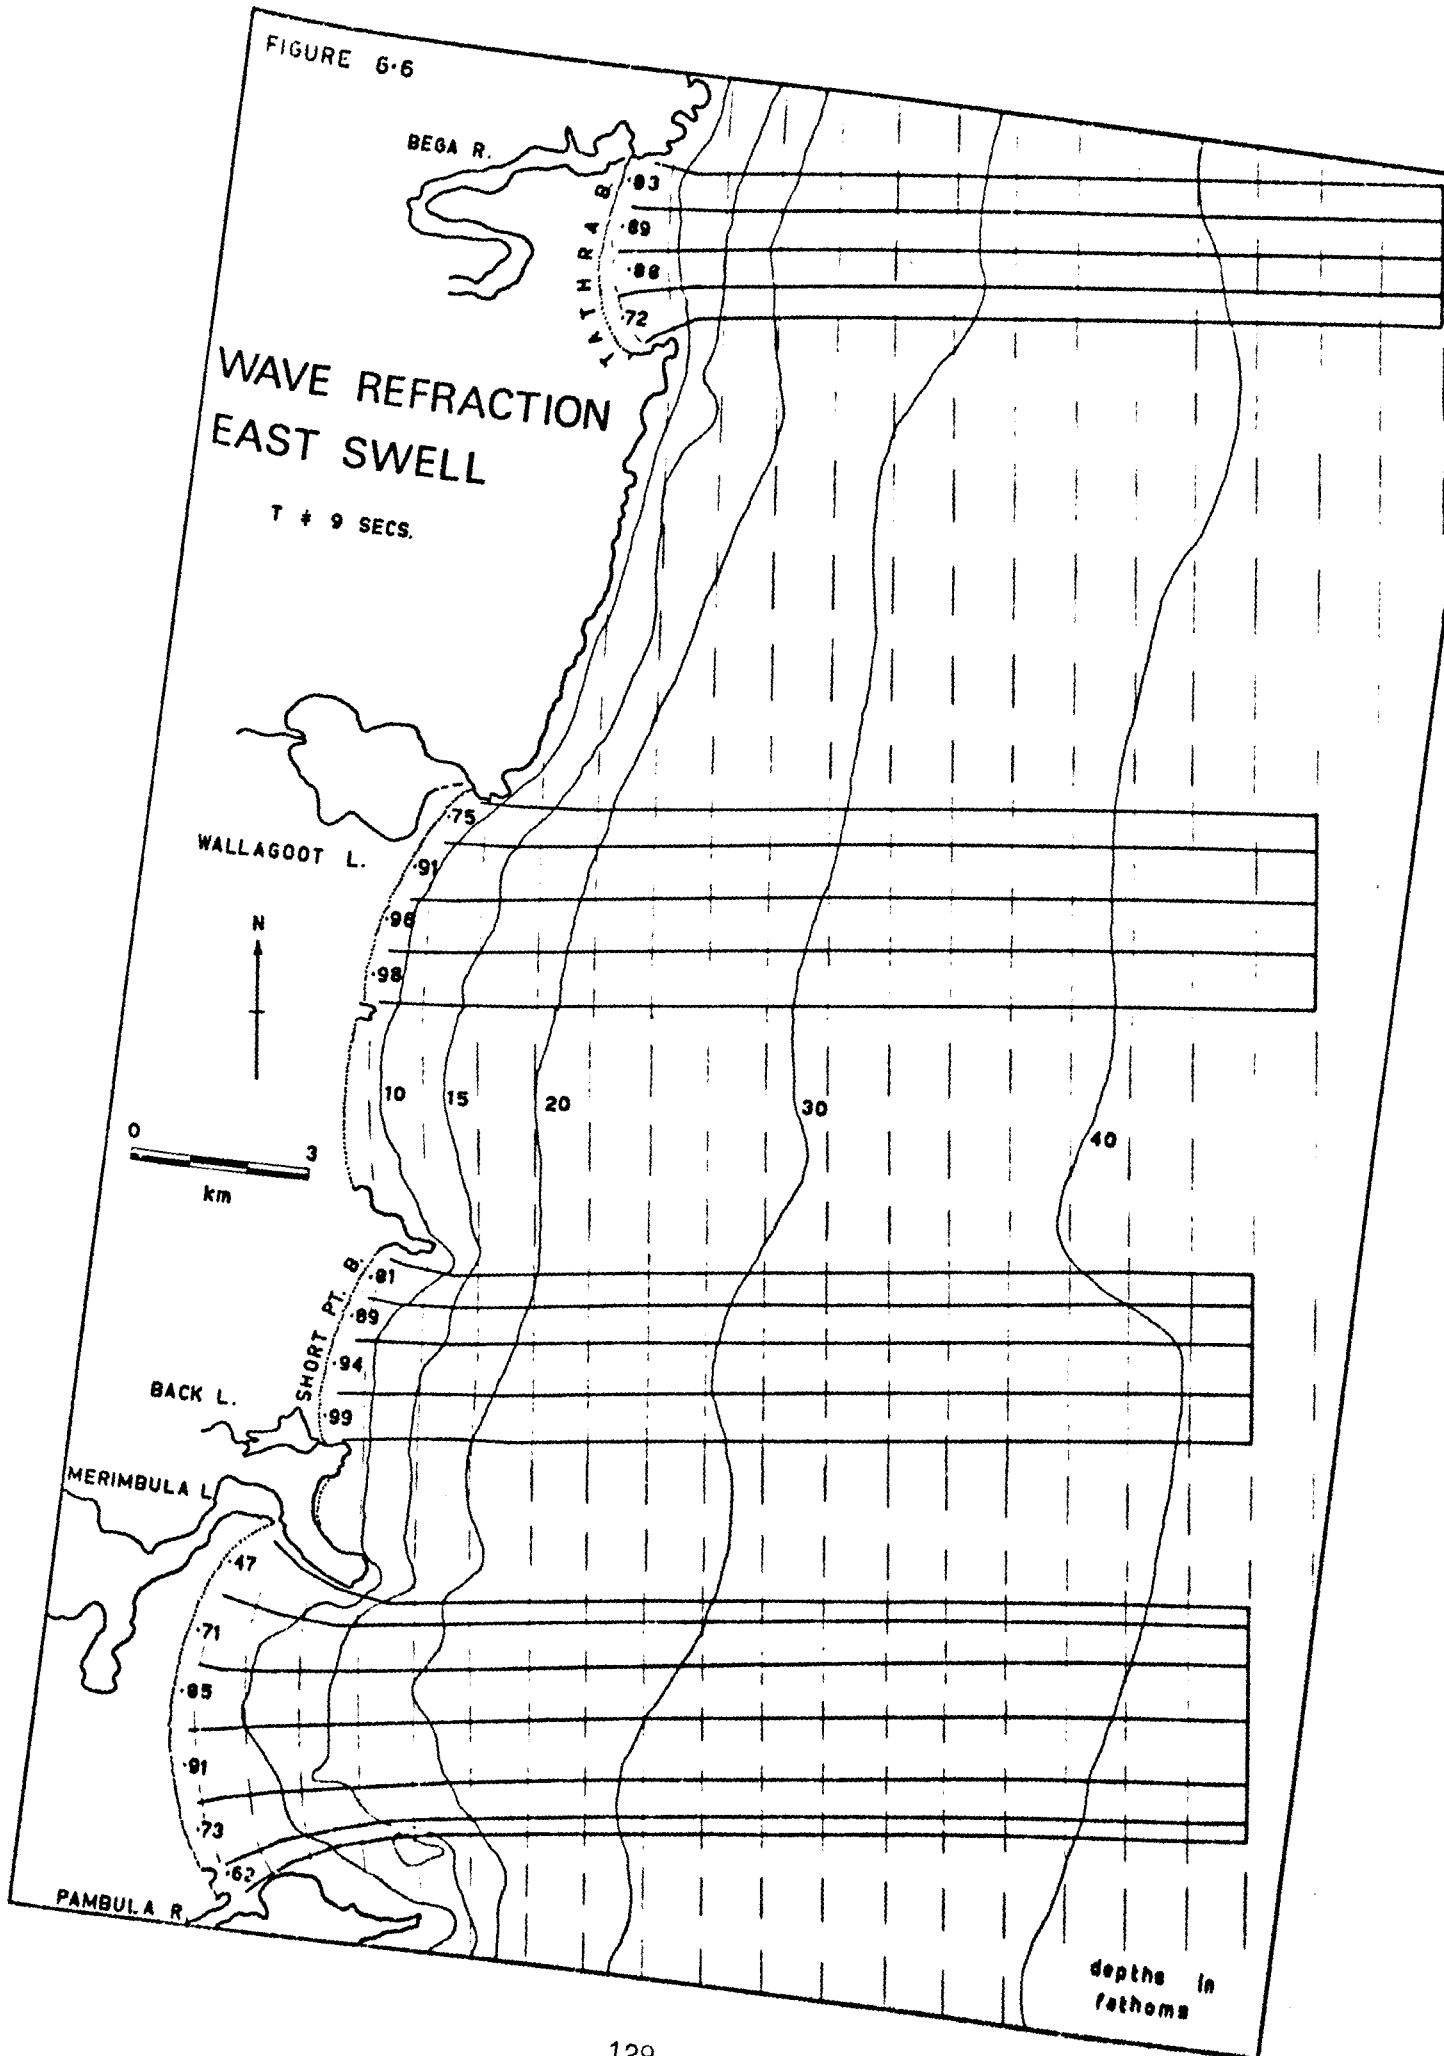 FIGURE 6·6
BEGA R.
TATHRA B
·83
·89
·88
·72
WAVE REFRACTION
EAST SWELL
T ≠ 9 SECS.
·75
WALLAGOOT L.
·91
·96
N
·98
10 15 20 30 40
0 3
km
SHORT PT. B.
·81
·89
·94
BACK L.
·99
MERIMBULA L
·47
·71
·85
·91
·73
·62
PAMBULA R.
depths in
fathoms
129